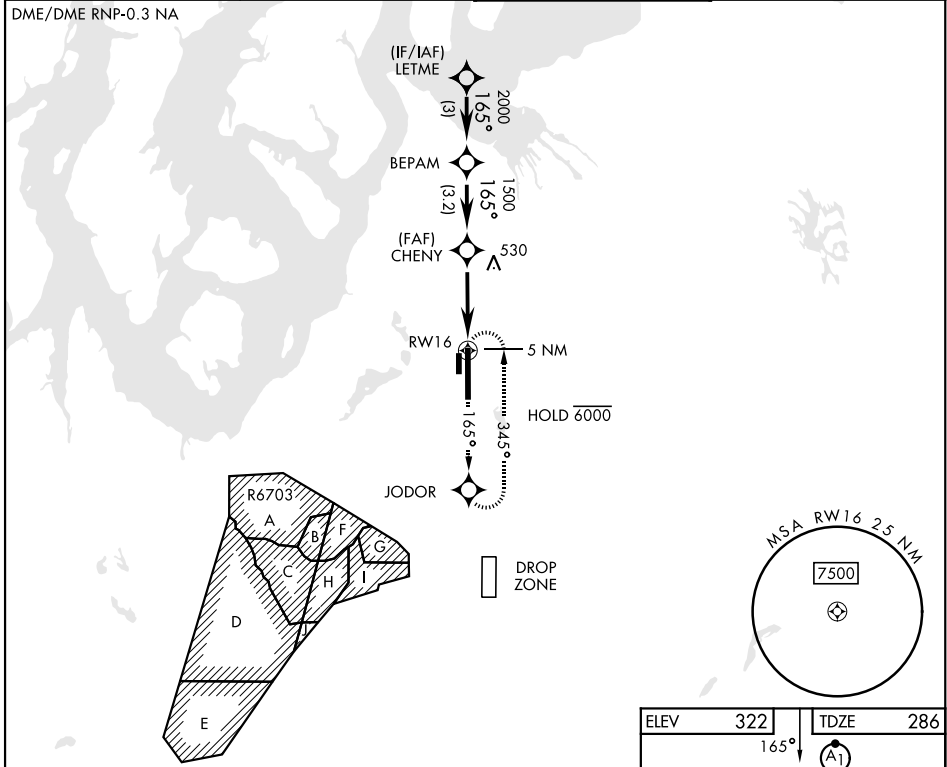 DME/DME RNP-0.3 NA
(IF/IAF)
LETME
2000
165°
(3)
BEPAM
1500
165°
(3.2)
(FAF)
CHENY
530
RW16
5 NM
165°
345°
HOLD 6000
JODOR
R6703
A
B
F
G
C
H
I
D
J
E
DROP
ZONE
MSA RW16 25 NM
7500
ELEV 322
TDZE 286
165°
A1